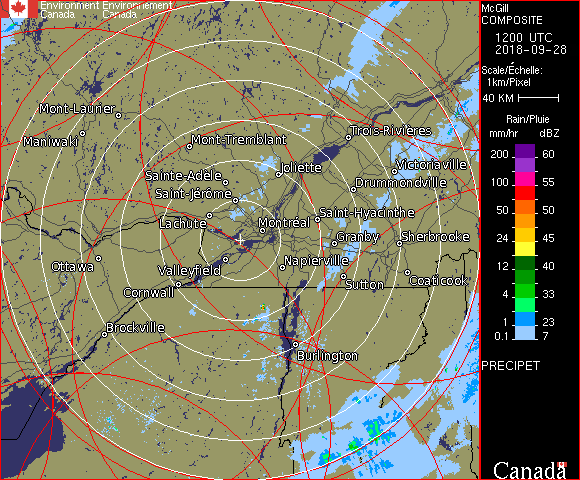 Environment Environnement
Canada Canada
Mont-Laurier
Maniwaki
Mont-Tremblant
Trois-Rivières
Joliette
Victoriaville
Sainte-Adèle
Drummondville
Saint-Jérôme
Lachute
Saint-Hyacinthe
Montréal
Granby
Sherbrooke
Ottawa
Valleyfield
Napierville
Cornwall
Sutton
Coaticook
Brockville
Burlington
McGill
COMPOSITE
1200 UTC
2018-09-28
Scale/Échelle:
1km/Pixel
40 KM
Rain/Pluie
mm/hr dBZ
200 60
100 55
50 50
24 45
12 40
4 33
1 23
0.1 7
PRECIPET
Canada